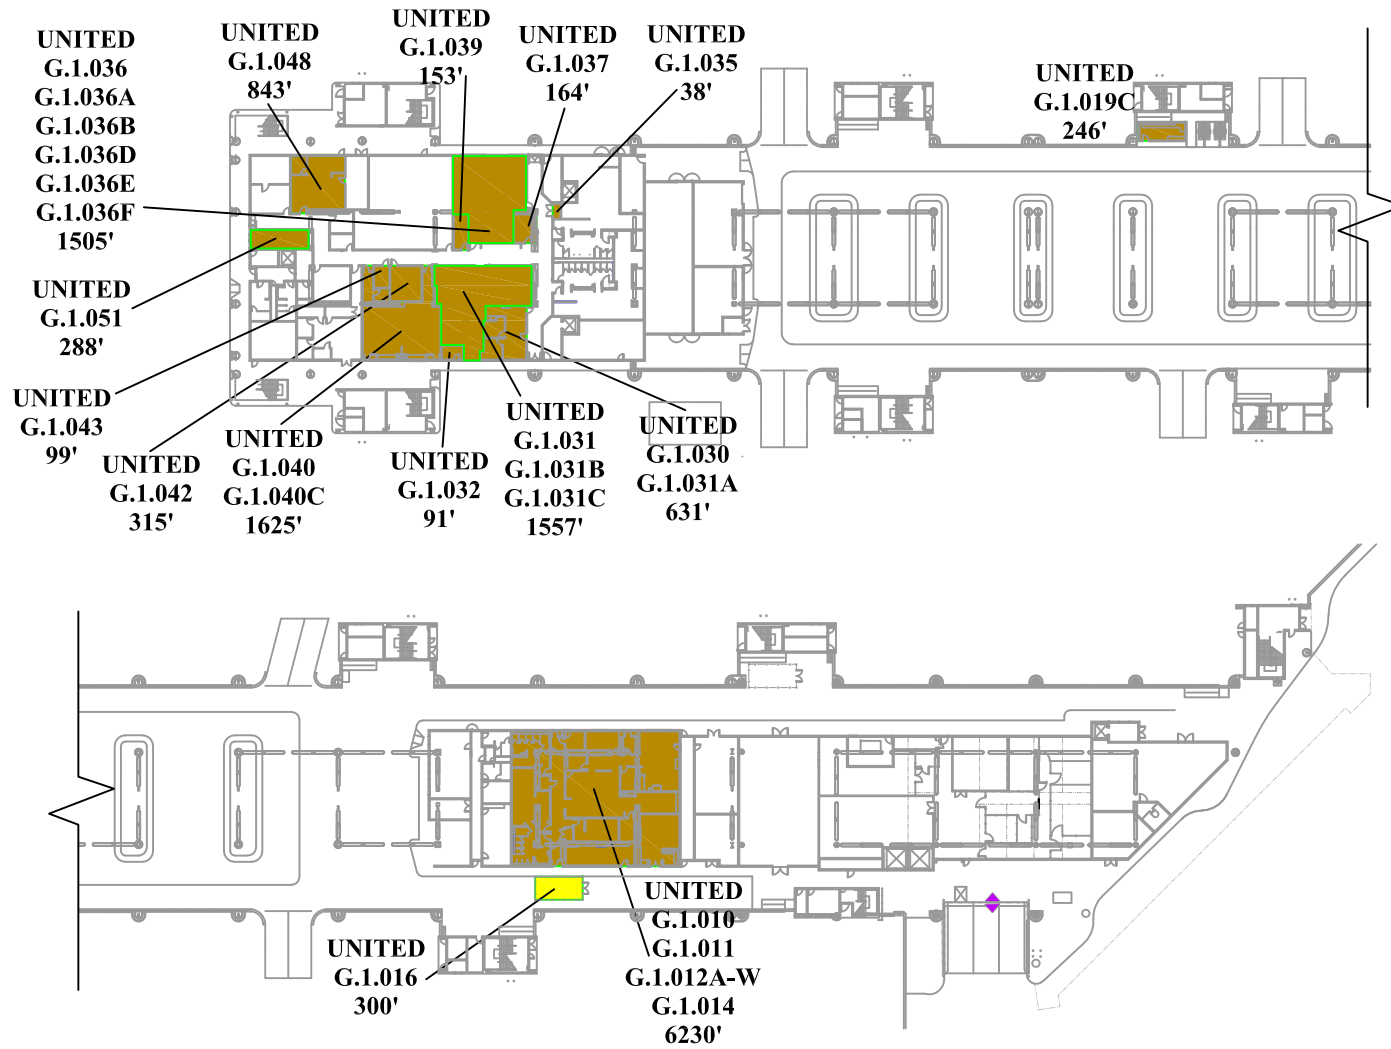 UNITED
G.1.036
G.1.036A
G.1.036B
G.1.036D
G.1.036E
G.1.036F
1505'
UNITED
G.1.048
843'
UNITED
G.1.039
153'
UNITED
G.1.037
164'
UNITED
G.1.035
38'
UNITED
G.1.019C
246'
UNITED
G.1.051
288'
UNITED
G.1.043
99'
UNITED
G.1.042
315'
UNITED
G.1.040
G.1.040C
1625'
UNITED
G.1.032
91'
UNITED
G.1.031
G.1.031B
G.1.031C
1557'
UNITED
G.1.030
G.1.031A
631'
UNITED
G.1.016
300'
UNITED
G.1.010
G.1.011
G.1.012A-W
G.1.014
6230'